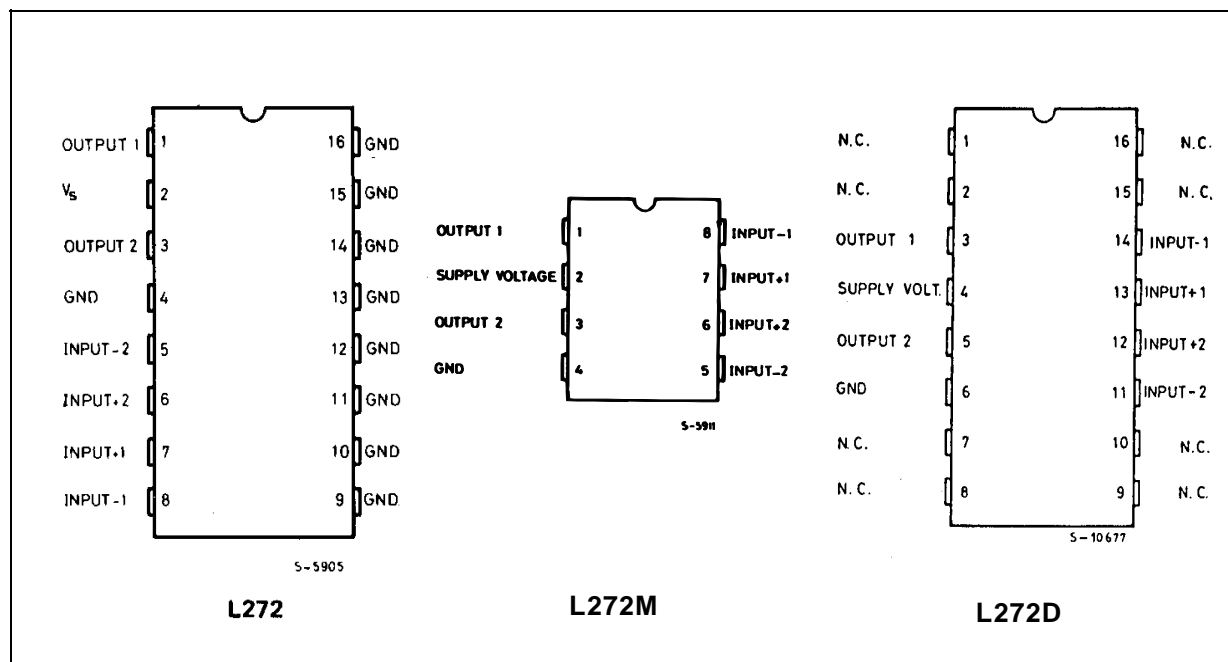 OUTPUT 1 1 16 GND
Vs 2 15 GND
OUTPUT 2 3 14 GND
GND 4 13 GND
INPUT-2 5 12 GND
INPUT+2 6 11 GND
INPUT+1 7 10 GND
INPUT-1 8 9 GND
S-5905
L272
OUTPUT 1 1 8 INPUT-1
SUPPLY VOLTAGE 2 7 INPUT+1
OUTPUT 2 3 6 INPUT+2
GND 4 5 INPUT-2
S-5911
L272M
N.C. 1 16 N.C.
N.C. 2 15 N.C.
OUTPUT 1 3 14 INPUT-1
SUPPLY VOLT. 4 13 INPUT+1
OUTPUT 2 5 12 INPUT+2
GND 6 11 INPUT-2
N.C. 7 10 N.C.
N.C. 8 9 N.C.
S-10677
L272D